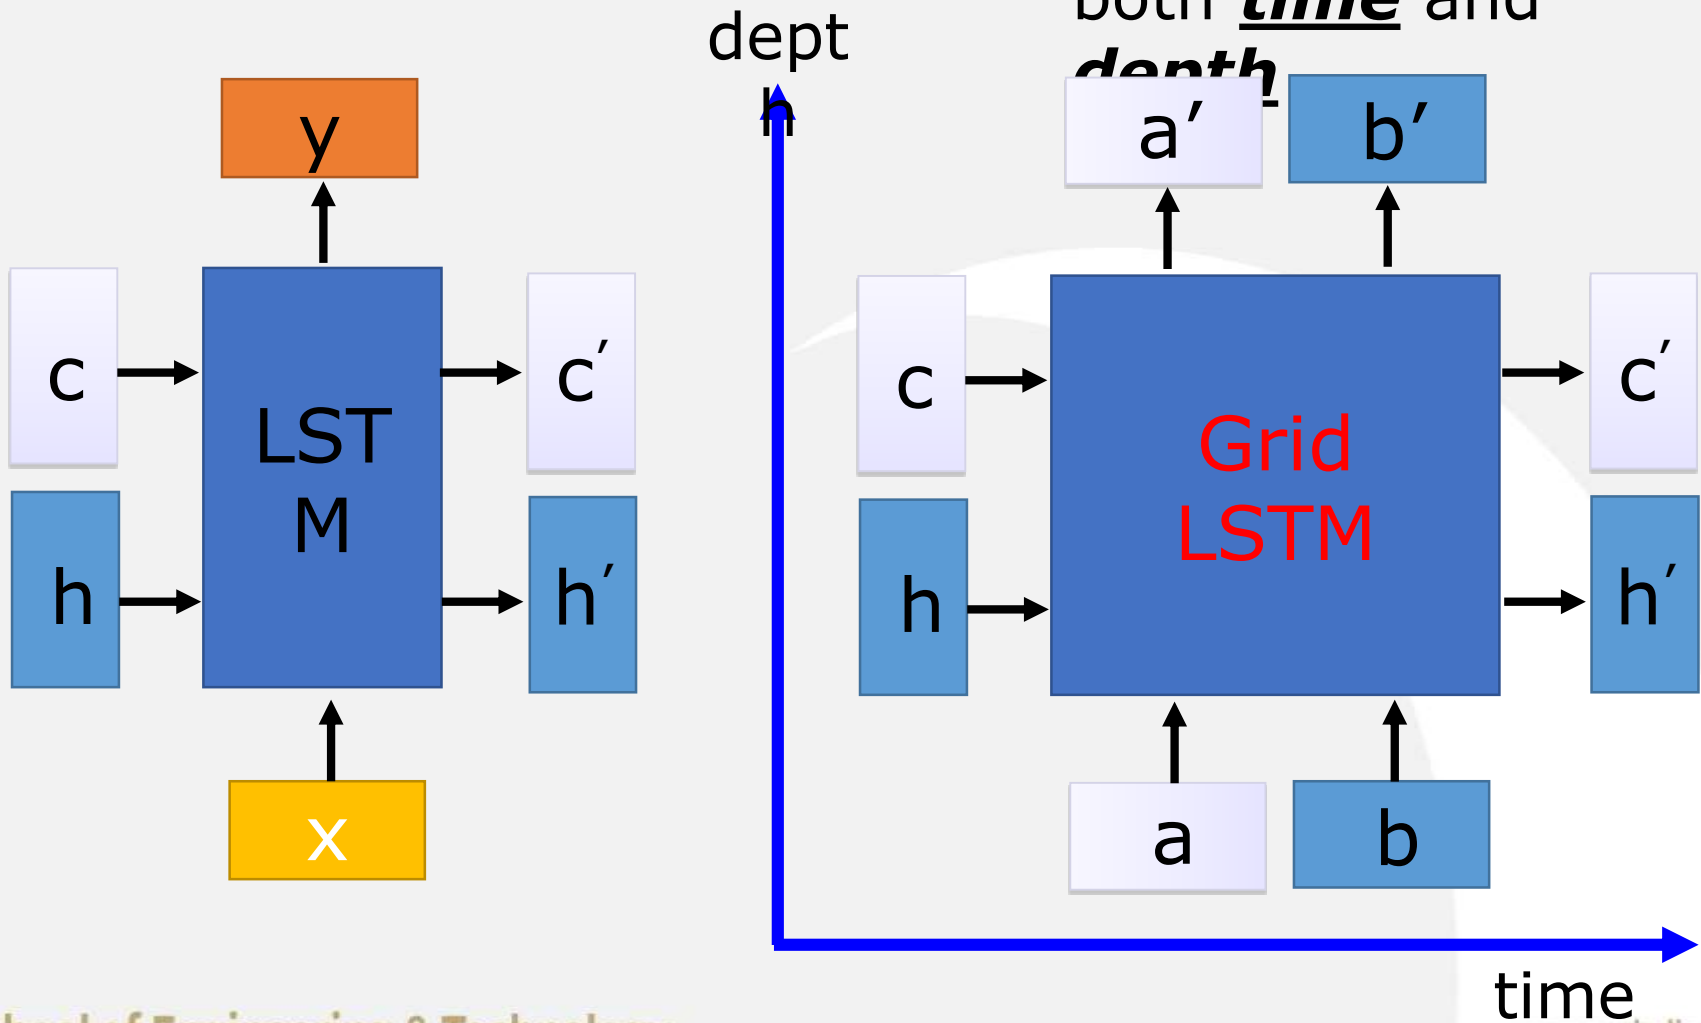 both time and
depth
dept
h
y
c
LST
M
c′
h
h′
x
a′
b′
c
Grid
LSTM
c′
h
h′
a
b
time